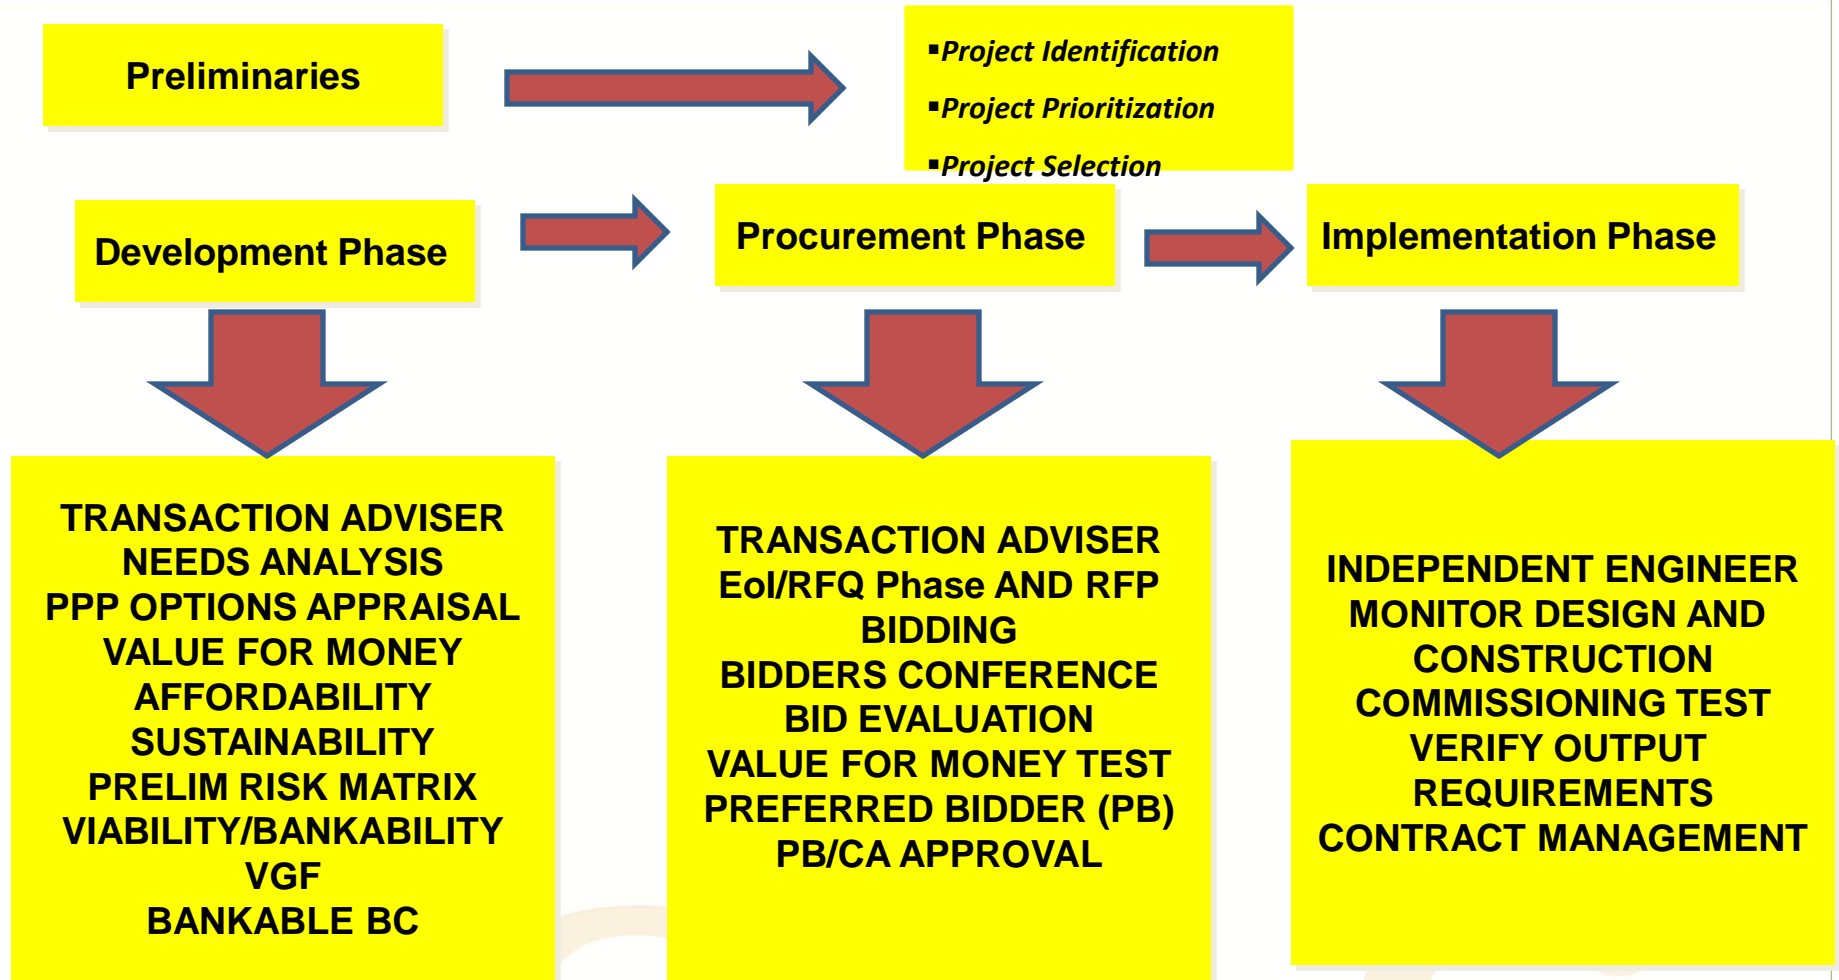 Preliminaries
▪Project Identification
▪Project Prioritization
▪Project Selection
Development Phase
Procurement Phase
Implementation Phase
TRANSACTION ADVISER
NEEDS ANALYSIS
PPP OPTIONS APPRAISAL
VALUE FOR MONEY
AFFORDABILITY
SUSTAINABILITY
PRELIM RISK MATRIX
VIABILITY/BANKABILITY
VGF
BANKABLE BC
TRANSACTION ADVISER
EoI/RFQ Phase AND RFP
BIDDING
BIDDERS CONFERENCE
BID EVALUATION
VALUE FOR MONEY TEST
PREFERRED BIDDER (PB)
PB/CA APPROVAL
INDEPENDENT ENGINEER
MONITOR DESIGN AND
CONSTRUCTION
COMMISSIONING TEST
VERIFY OUTPUT
REQUIREMENTS
CONTRACT MANAGEMENT